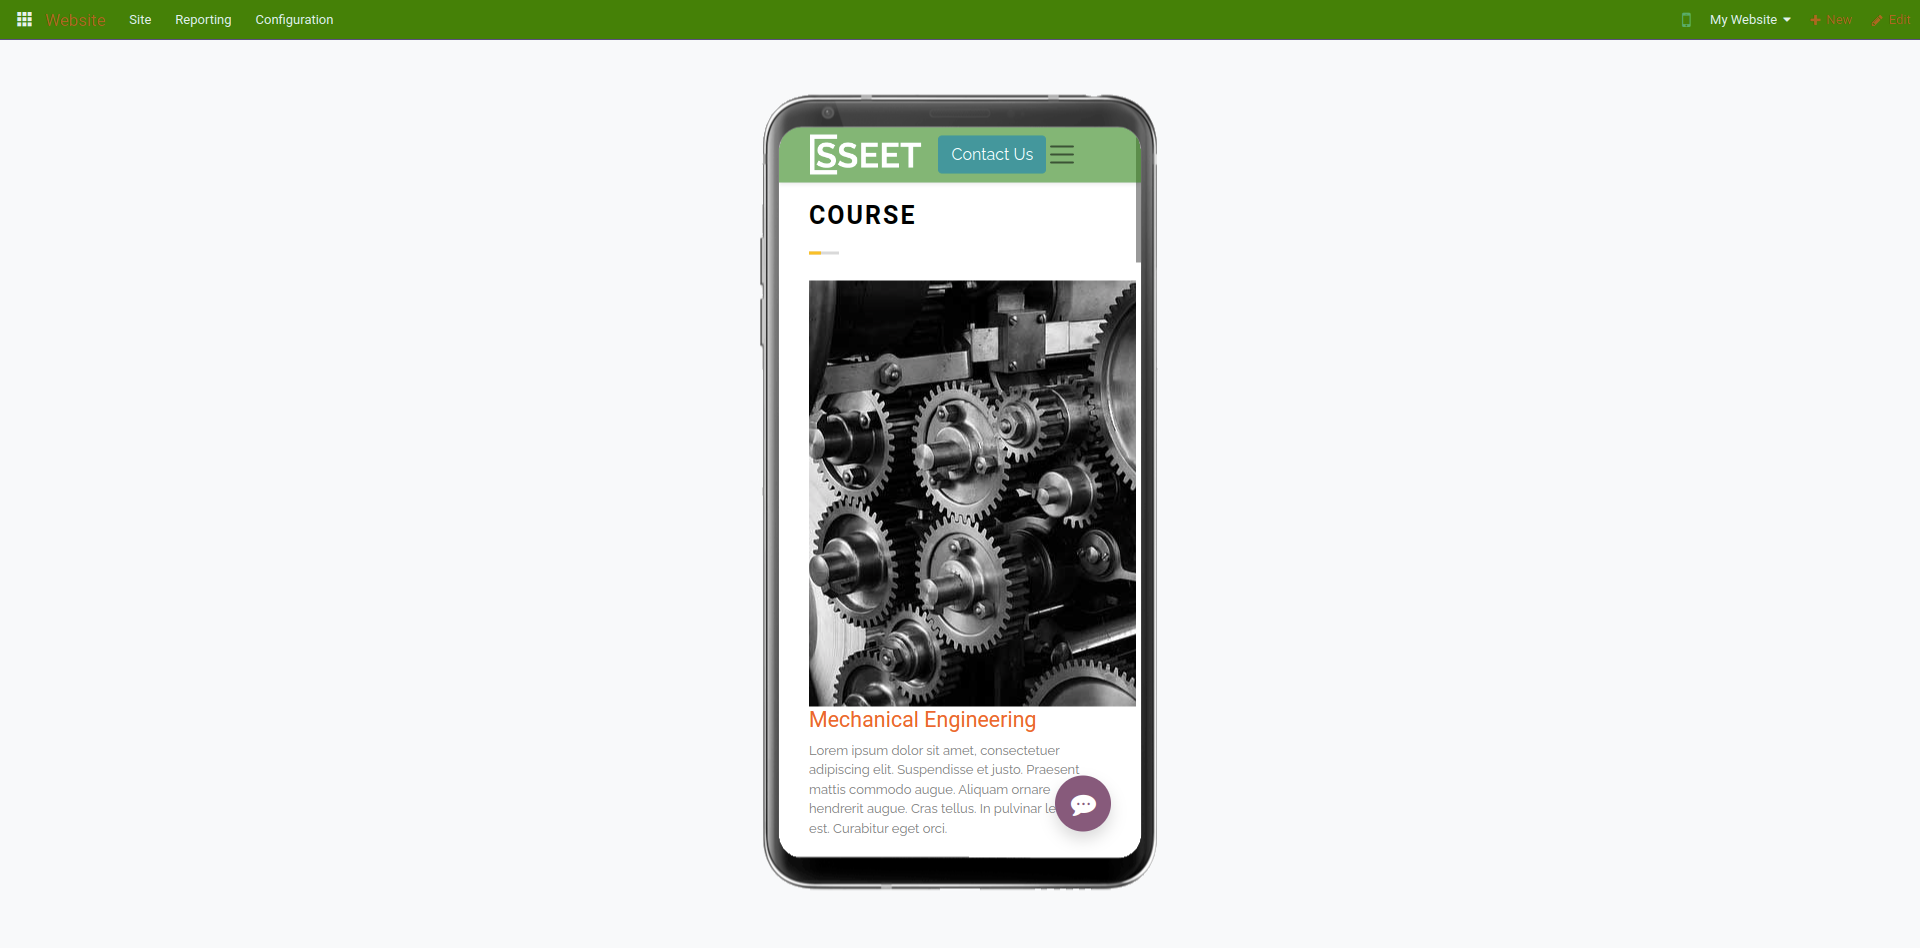 Website Site Reporting Configuration My Website New Edit
SSEET Contact Us
COURSE
Mechanical Engineering
Lorem ipsum dolor sit amet, consectetuer
adipiscing elit. Suspendisse et justo. Praesent
mattis commodo augue. Aliquam ornare
hendrerit augue. Cras tellus. In pulvinar
est. Curabitur eget orci.